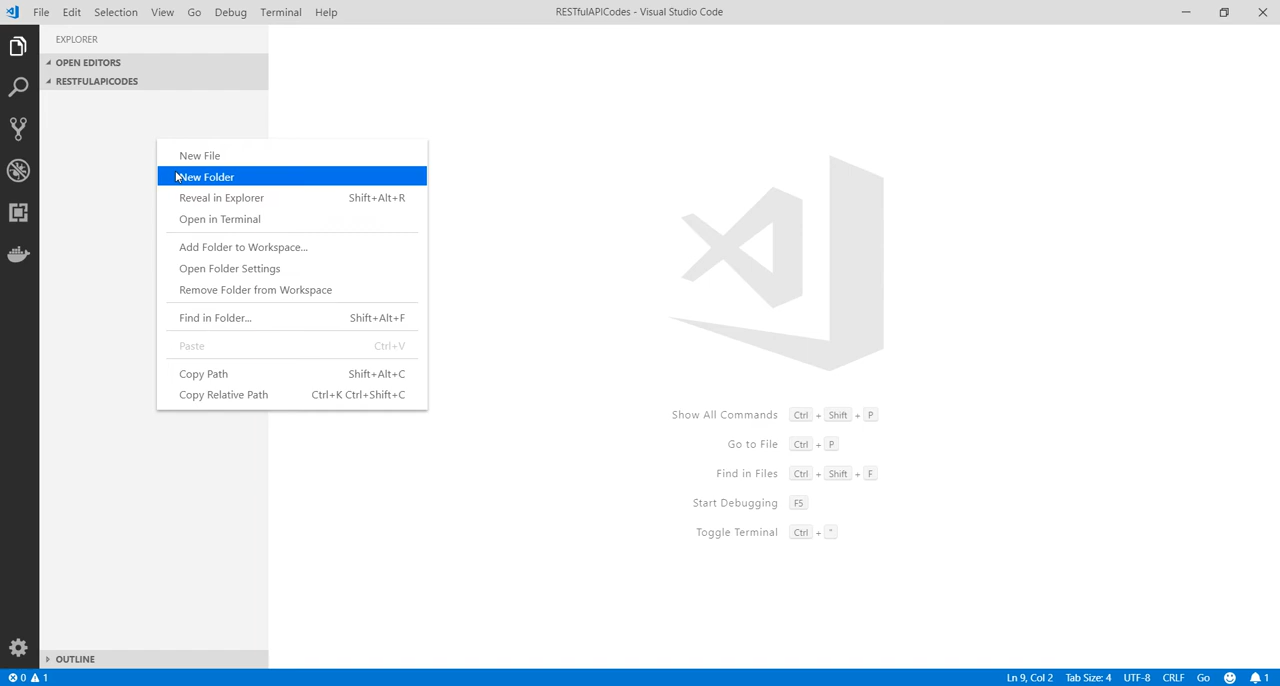 File Edit Selection View Go Debug Terminal Help
RESTfulAPICodes - Visual Studio Code
EXPLORER
OPEN EDITORS
RESTFULAPICODES
New File
New Folder
Reveal in Explorer Shift+Alt+R
Open in Terminal
Add Folder to Workspace...
Open Folder Settings
Remove Folder from Workspace
Find in Folder... Shift+Alt+F
Paste Ctrl+V
Copy Path Shift+Alt+C
Copy Relative Path Ctrl+K Ctrl+Shift+C
Show All Commands Ctrl + Shift + P
Go to File Ctrl + P
Find in Files Ctrl + Shift + F
Start Debugging F5
Toggle Terminal Ctrl + "
OUTLINE
0 1
Ln 9, Col 2 Tab Size: 4 UTF-8 CRLF Go 1